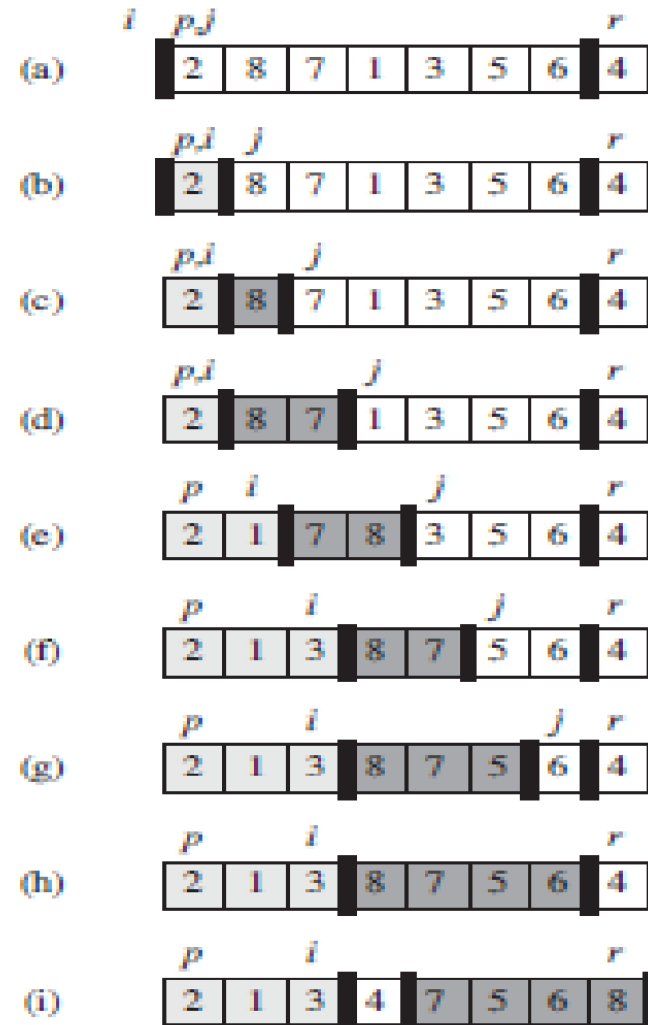 i p,j r
(a) 2 8 7 1 3 5 6 4
p,i j r
(b) 2 8 7 1 3 5 6 4
p,i j r
(c) 2 8 7 1 3 5 6 4
p,i j r
(d) 2 8 7 1 3 5 6 4
p i j r
(e) 2 1 7 8 3 5 6 4
p i j r
(f) 2 1 3 8 7 5 6 4
p i j r
(g) 2 1 3 8 7 5 6 4
p i r
(h) 2 1 3 8 7 5 6 4
p i r
(i) 2 1 3 4 7 5 6 8